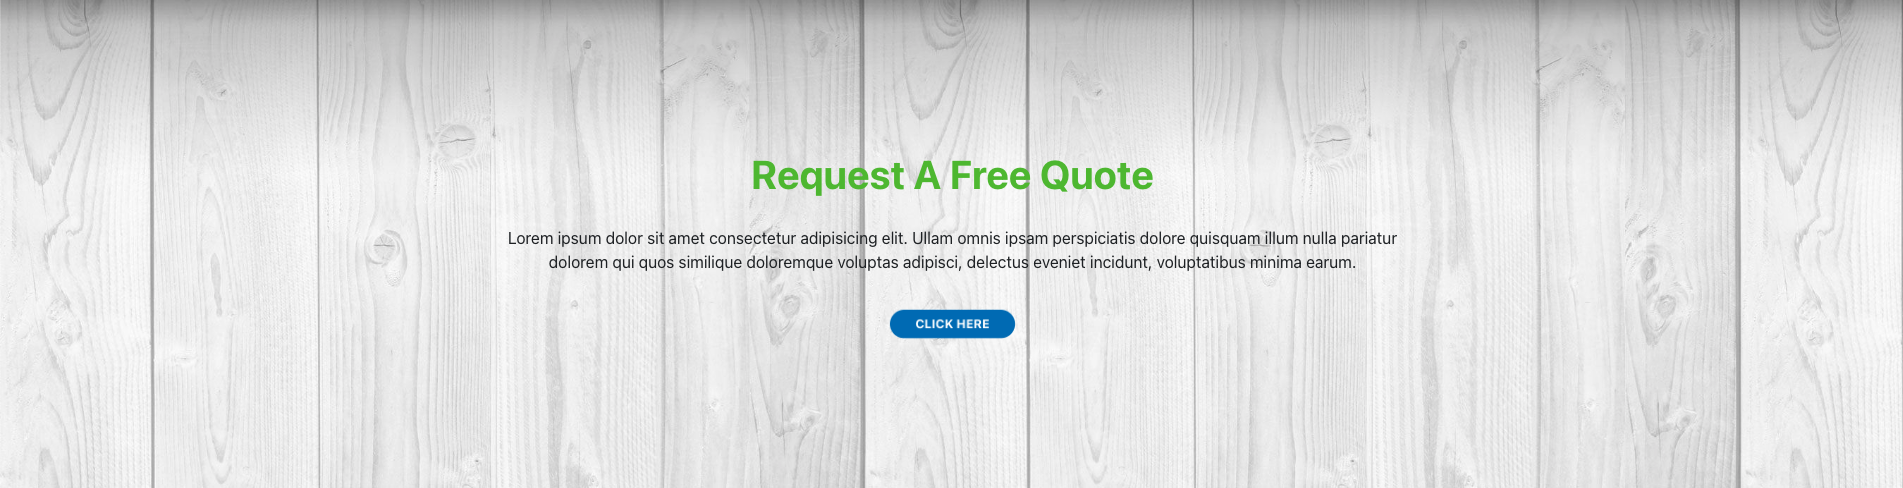 Request A Free Quote
Lorem ipsum dolor sit amet consectetur adipisicing elit. Ullam omnis ipsam perspiciatis dolore quisquam illum nulla pariatur
dolorem qui quos similique doloremque voluptas adipisci, delectus eveniet incidunt, voluptatibus minima earum.
CLICK HERE